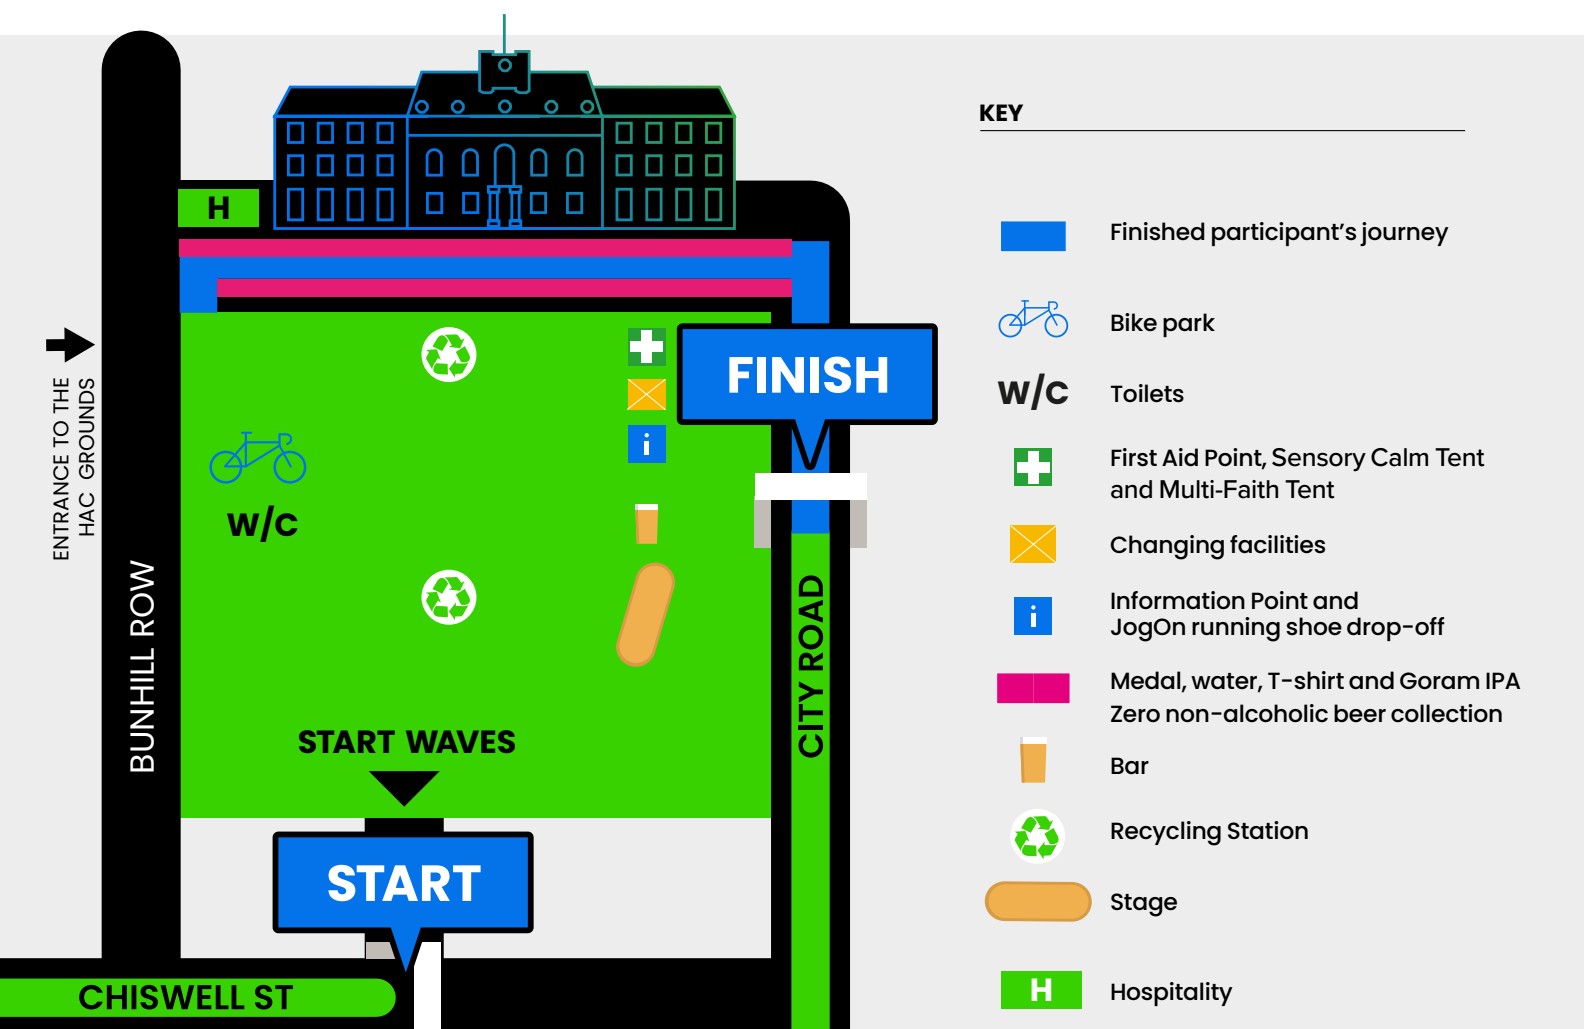 H
FINISH
i
ENTRANCE TO THE
HAC GROUNDS
W/C
BUNHILL ROW
CITY ROAD
START WAVES
START
CHISWELL ST
KEY
Finished participant's journey
Bike park
W/C
Toilets
First Aid Point, Sensory Calm Tent
and Multi-Faith Tent
Changing facilities
i
Information Point and
JogOn running shoe drop-off
Medal, water, T-shirt and Goram IPA
Zero non-alcoholic beer collection
Bar
Recycling Station
Stage
H
Hospitality